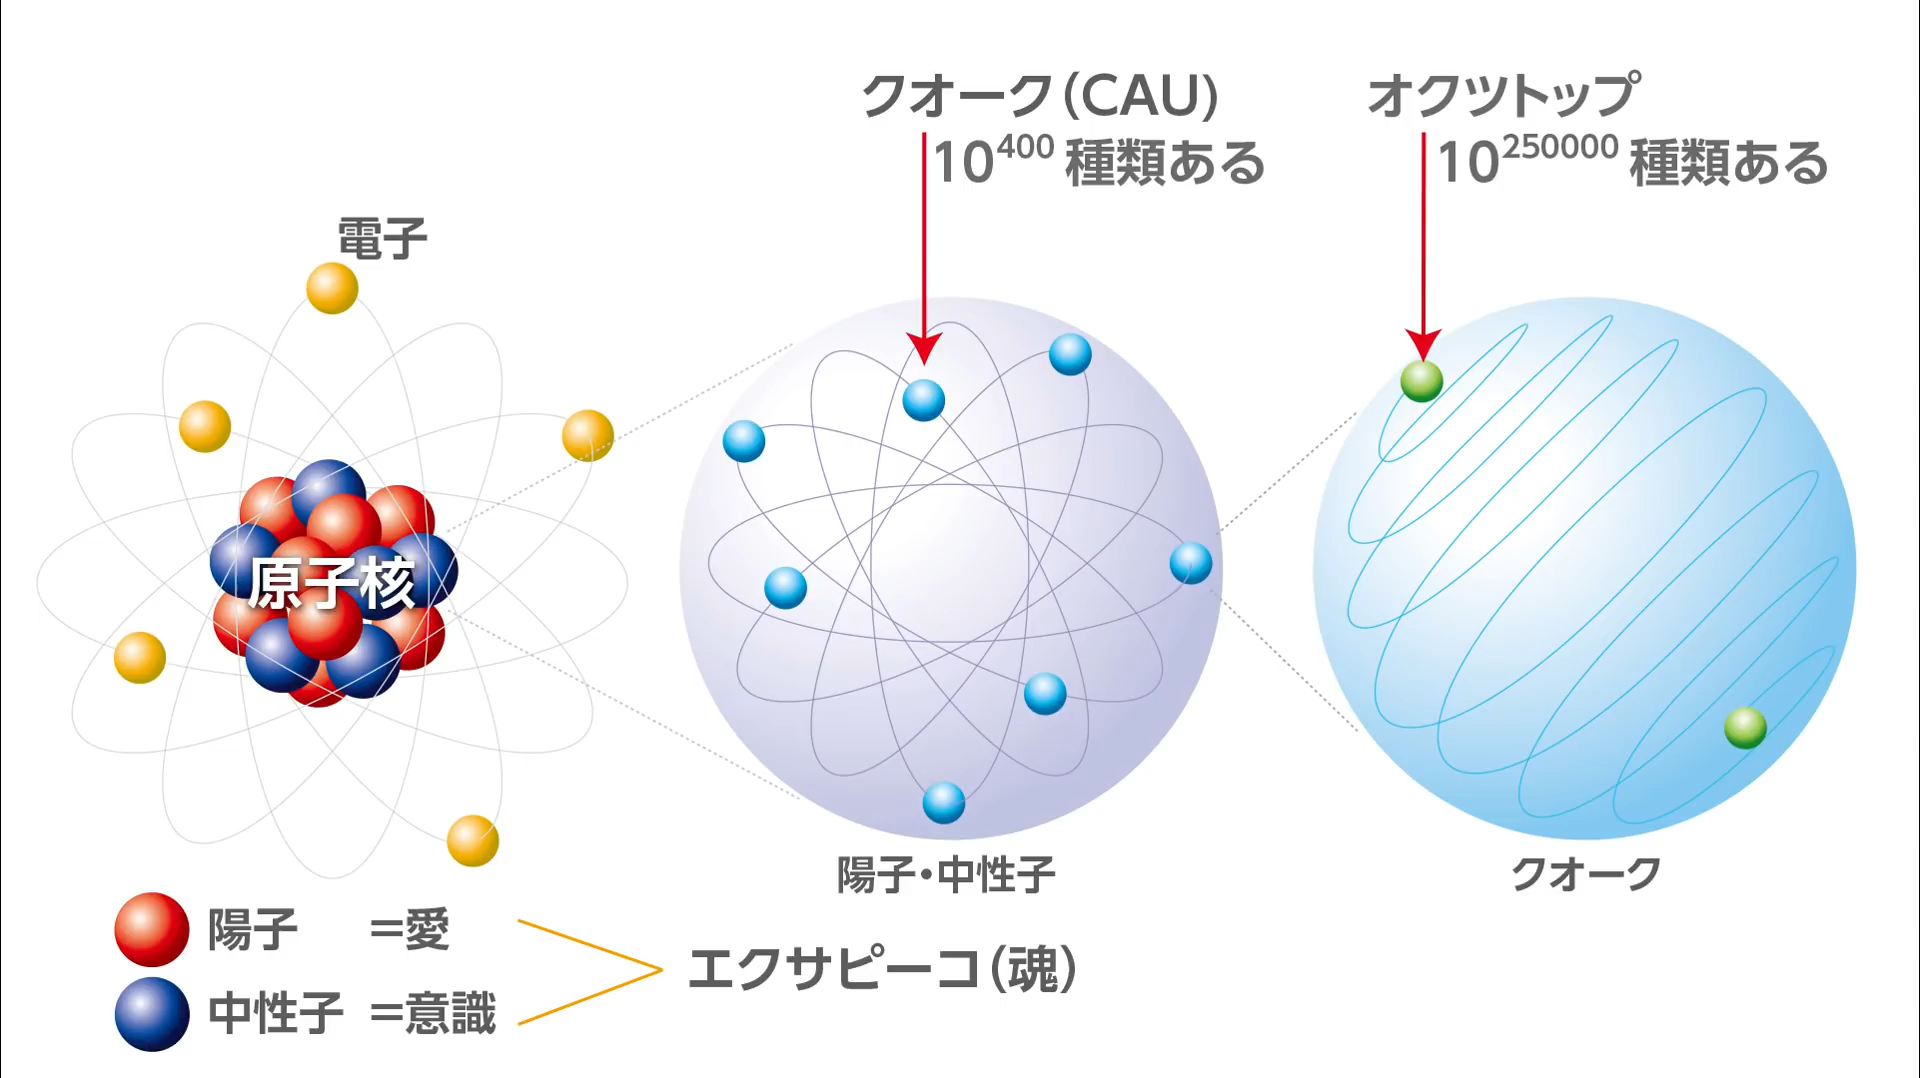 クオーク(CAU)
10⁴⁰⁰ 種類ある
オクツトップ
10²⁵⁰⁰⁰⁰ 種類ある
電子
原子核
陽子・中性子
クオーク
陽子 =愛
中性子 =意識
エクサピーコ(魂)